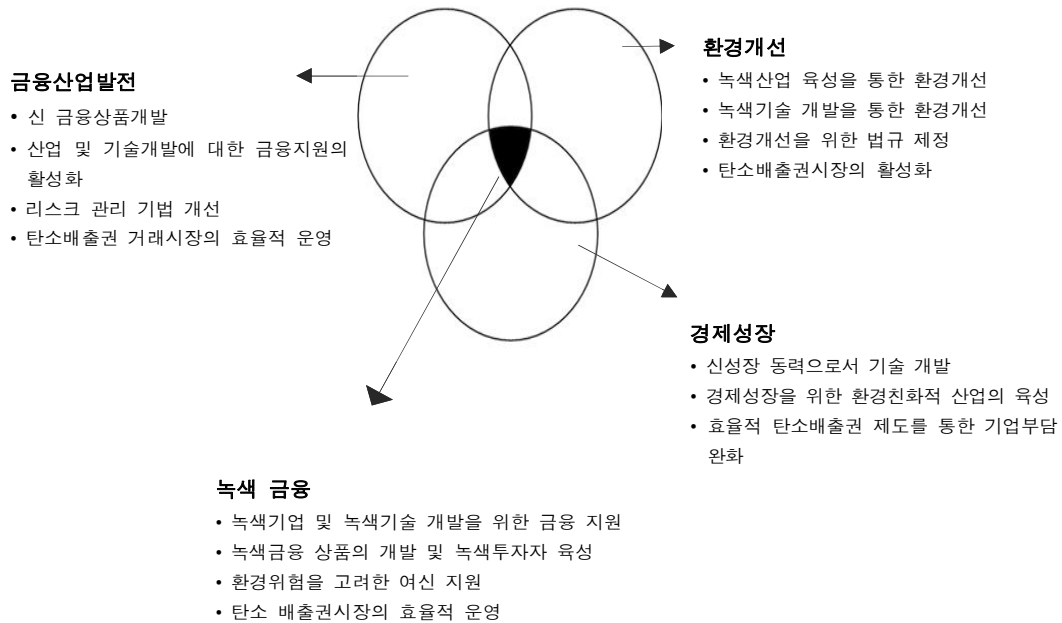 금융산업발전
• 신 금융상품개발
• 산업 및 기술개발에 대한 금융지원의
활성화
• 리스크 관리 기법 개선
• 탄소배출권 거래시장의 효율적 운영
환경개선
• 녹색산업 육성을 통한 환경개선
• 녹색기술 개발을 통한 환경개선
• 환경개선을 위한 법규 제정
• 탄소배출권시장의 활성화
경제성장
• 신성장 동력으로서 기술 개발
• 경제성장을 위한 환경친화적 산업의 육성
• 효율적 탄소배출권 제도를 통한 기업부담
완화
녹색 금융
• 녹색기업 및 녹색기술 개발을 위한 금융 지원
• 녹색금융 상품의 개발 및 녹색투자자 육성
• 환경위험을 고려한 여신 지원
• 탄소 배출권시장의 효율적 운영